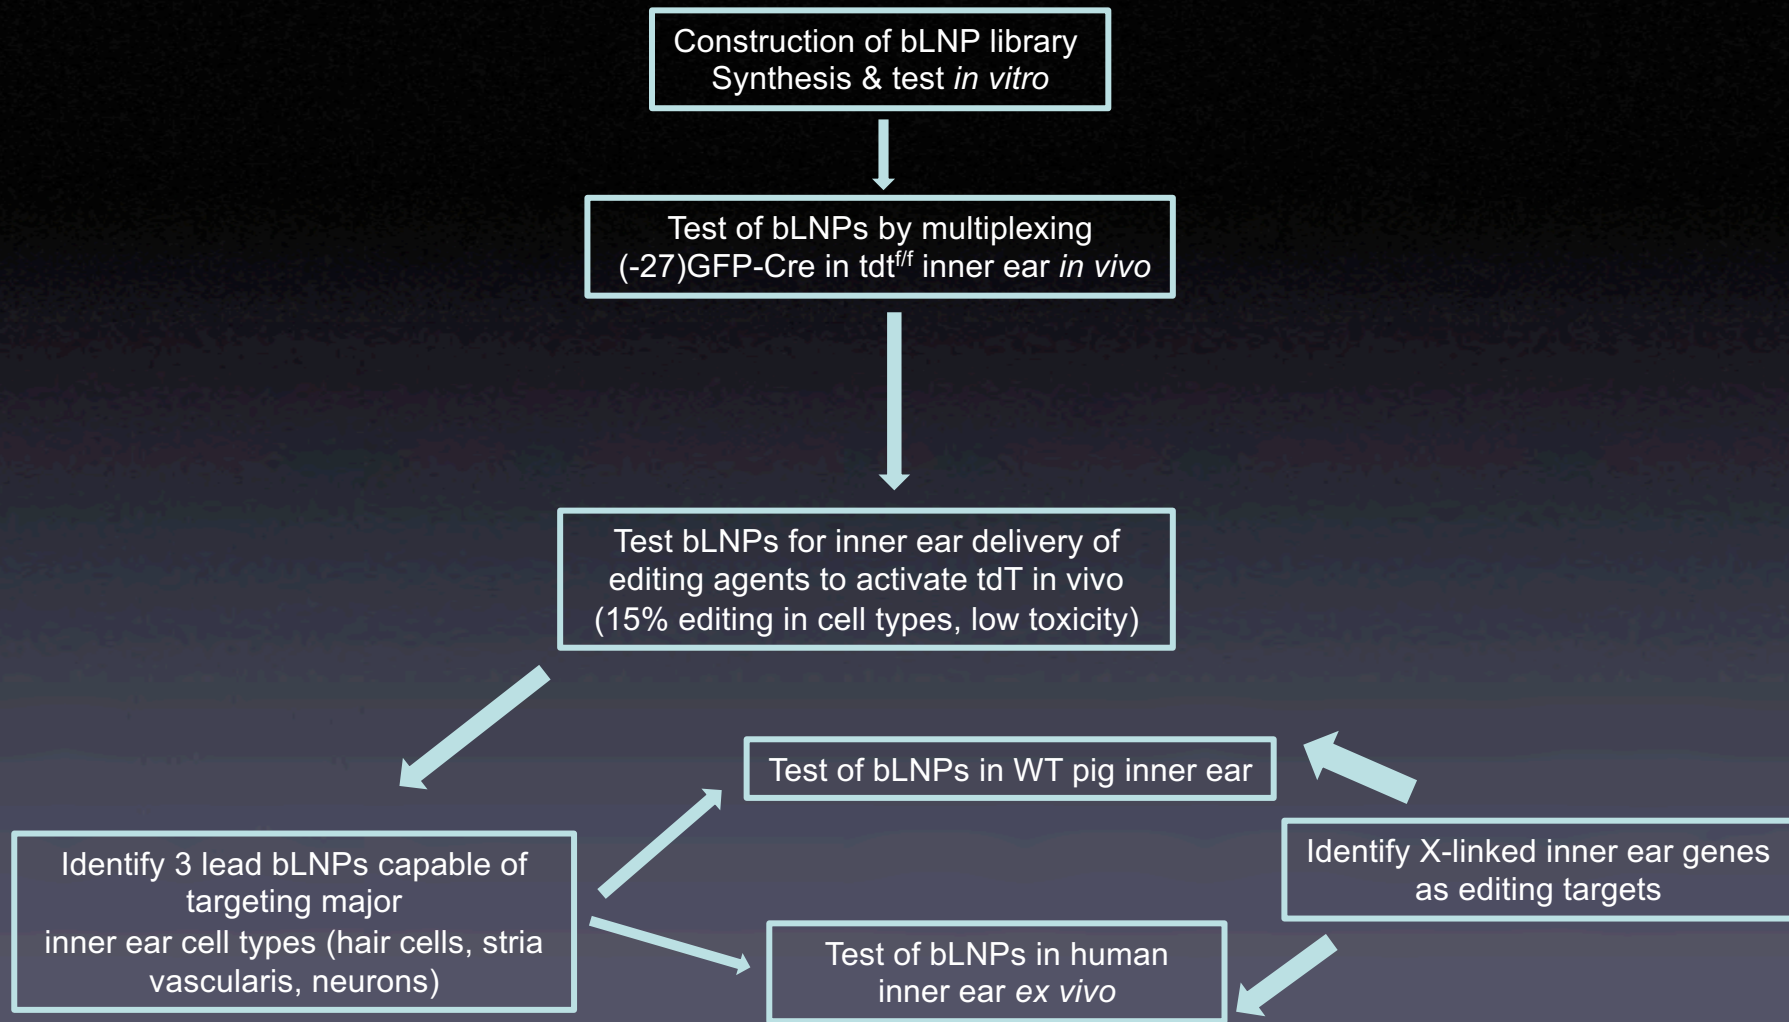 Construction of bLNP library
Synthesis & test in vitro
Test of bLNPs by multiplexing
(-27)GFP-Cre in tdt^f/f inner ear in vivo
Test bLNPs for inner ear delivery of
editing agents to activate tdT in vivo
(15% editing in cell types, low toxicity)
Test of bLNPs in WT pig inner ear
Identify 3 lead bLNPs capable of
targeting major
inner ear cell types (hair cells, stria
vascularis, neurons)
Identify X-linked inner ear genes
as editing targets
Test of bLNPs in human
inner ear ex vivo